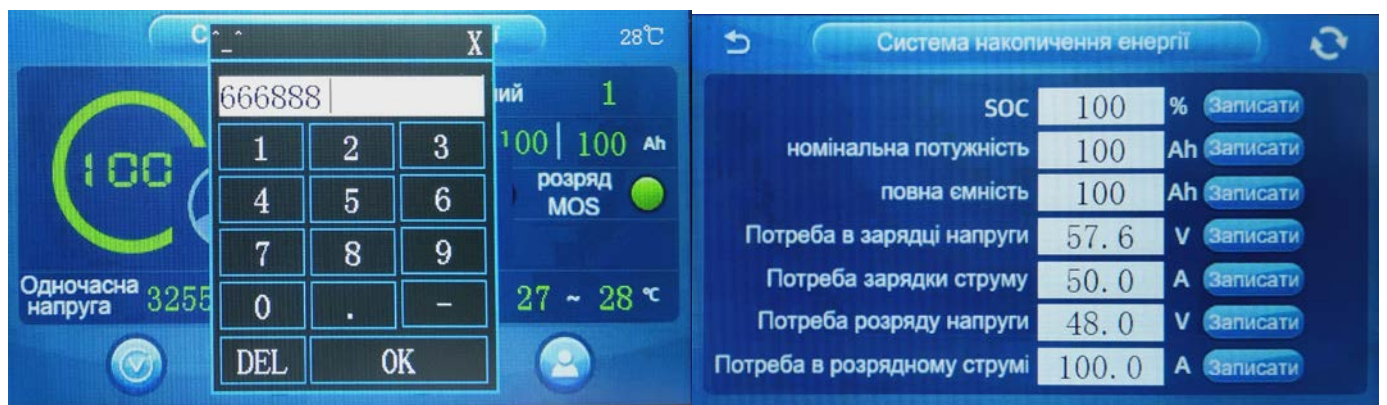 28℃
^_^
X
666888
1
1 2 3
100 | 100 Ah
100
розряд
MOS
4 5 6
7 8 9
Одночасна
напруга
3255
27 ~ 28 ℃
0 . -
DEL OK
Система накопичення енергії
SOC 100 % Записати
номінальна потужність 100 Ah Записати
повна ємність 100 Ah Записати
Потреба в зарядці напруги 57.6 V Записати
Потреба зарядки струму 50.0 A Записати
Потреба розряду напруги 48.0 V Записати
Потреба в розрядному струмі 100.0 A Записати